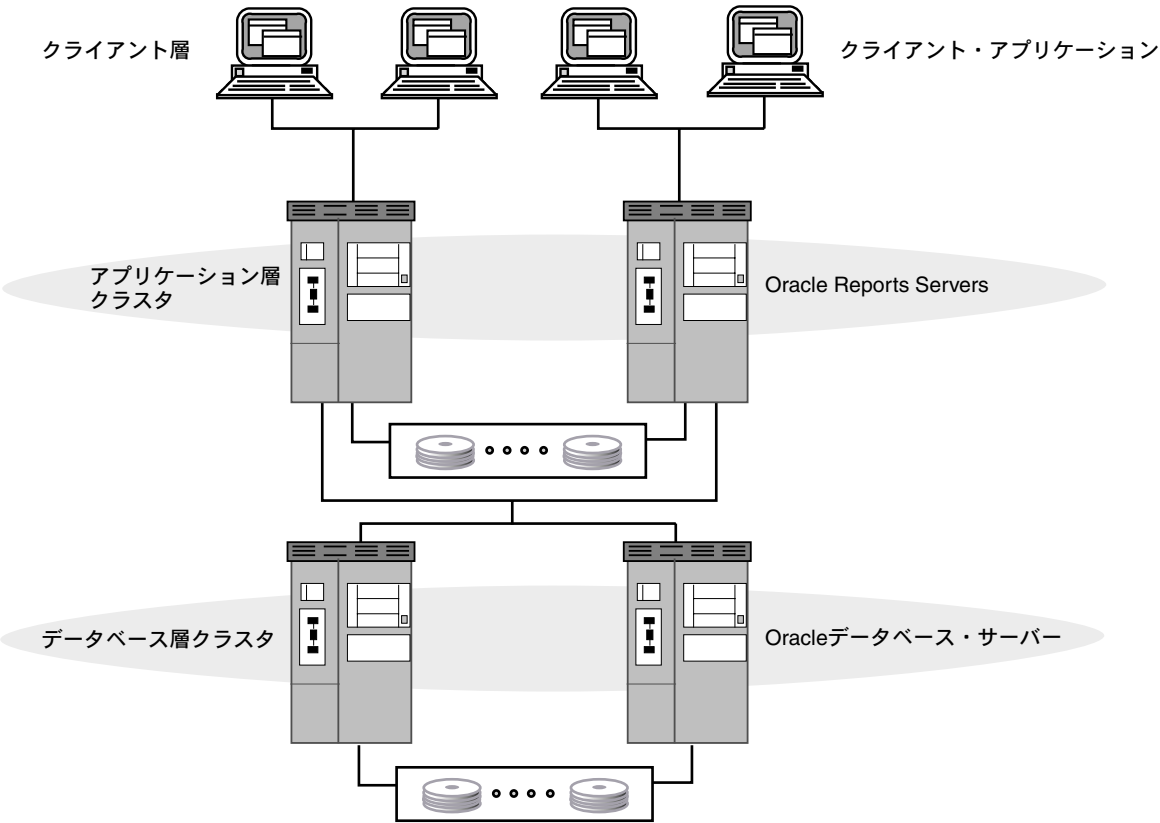 クライアント層
クライアント・アプリケーション
アプリケーション層
クラスタ
Oracle Reports Servers
データベース層クラスタ
Oracleデータベース・サーバー